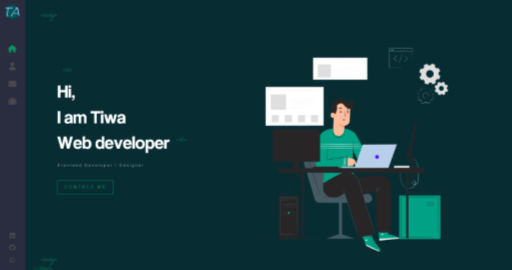 TA
Hi,
I am Tiwa
Web developer
Frontend Developer / Designer
CONTACT ME